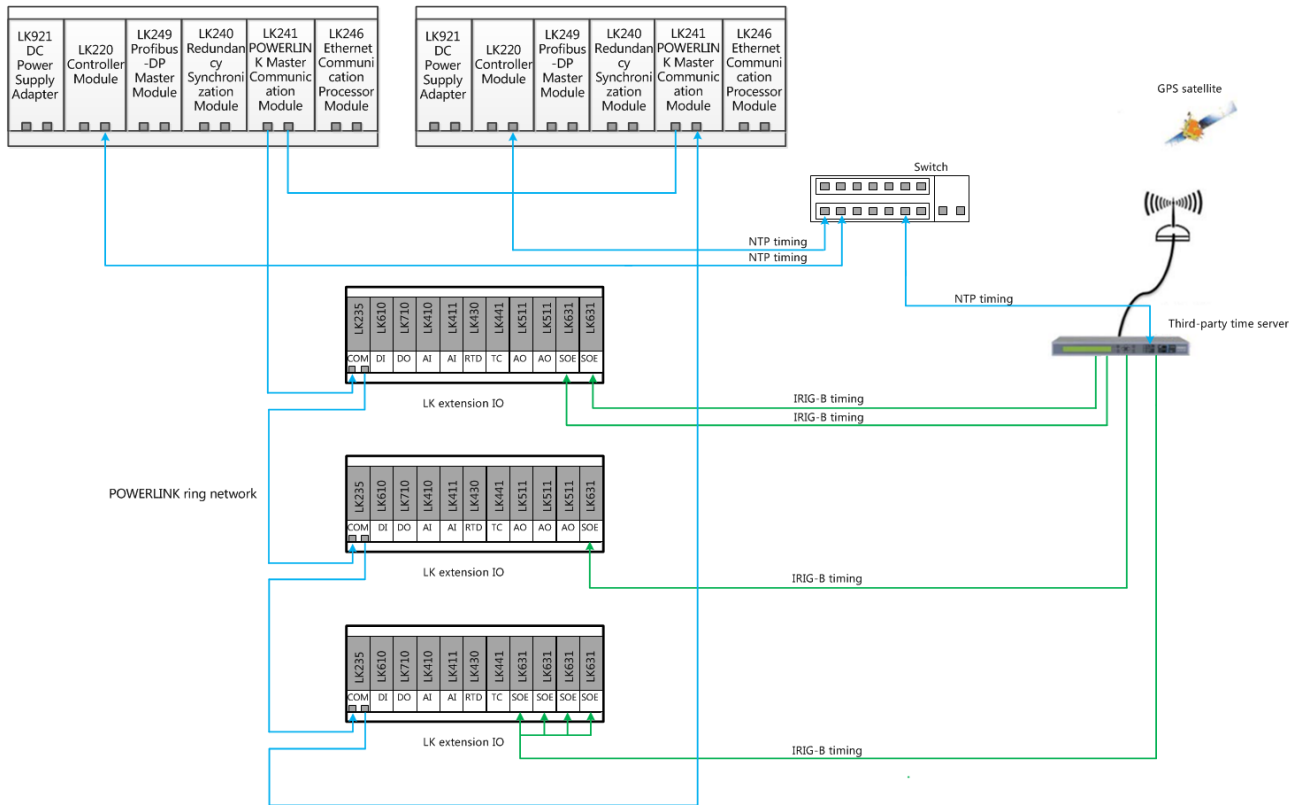 LK921
DC
Power
Supply
Adapter
LK220
Controller
Module
LK249
Profibus
-DP
Master
Module
LK240
Redundan
cy
Synchroni
zation
Module
LK241
POWERLIN
K Master
Communic
ation
Module
LK246
Ethernet
Communi
cation
Processor
Module
LK921
DC
Power
Supply
Adapter
LK220
Controller
Module
LK249
Profibus
-DP
Master
Module
LK240
Redundan
cy
Synchroni
zation
Module
LK241
POWERLIN
K Master
Communic
ation
Module
LK246
Ethernet
Communi
cation
Processor
Module
GPS satellite
Switch
NTP timing
NTP timing
NTP timing
Third-party time server
LK235
LK610
LK710
LK410
LK411
LK430
LK441
LK511
LK511
LK631
LK631
COM DI DO AI AI RTD TC AO AO SOE SOE
LK extension IO
IRIG-B timing
IRIG-B timing
POWERLINK ring network
LK235
LK610
LK710
LK410
LK411
LK430
LK441
LK511
LK511
LK511
LK631
COM DI DO AI AI RTD TC AO AO AO SOE
LK extension IO
IRIG-B timing
LK235
LK610
LK710
LK410
LK411
LK430
LK441
LK631
LK631
LK631
LK631
COM DI DO AI AI RTD TC SOE SOE SOE SOE
LK extension IO
IRIG-B timing